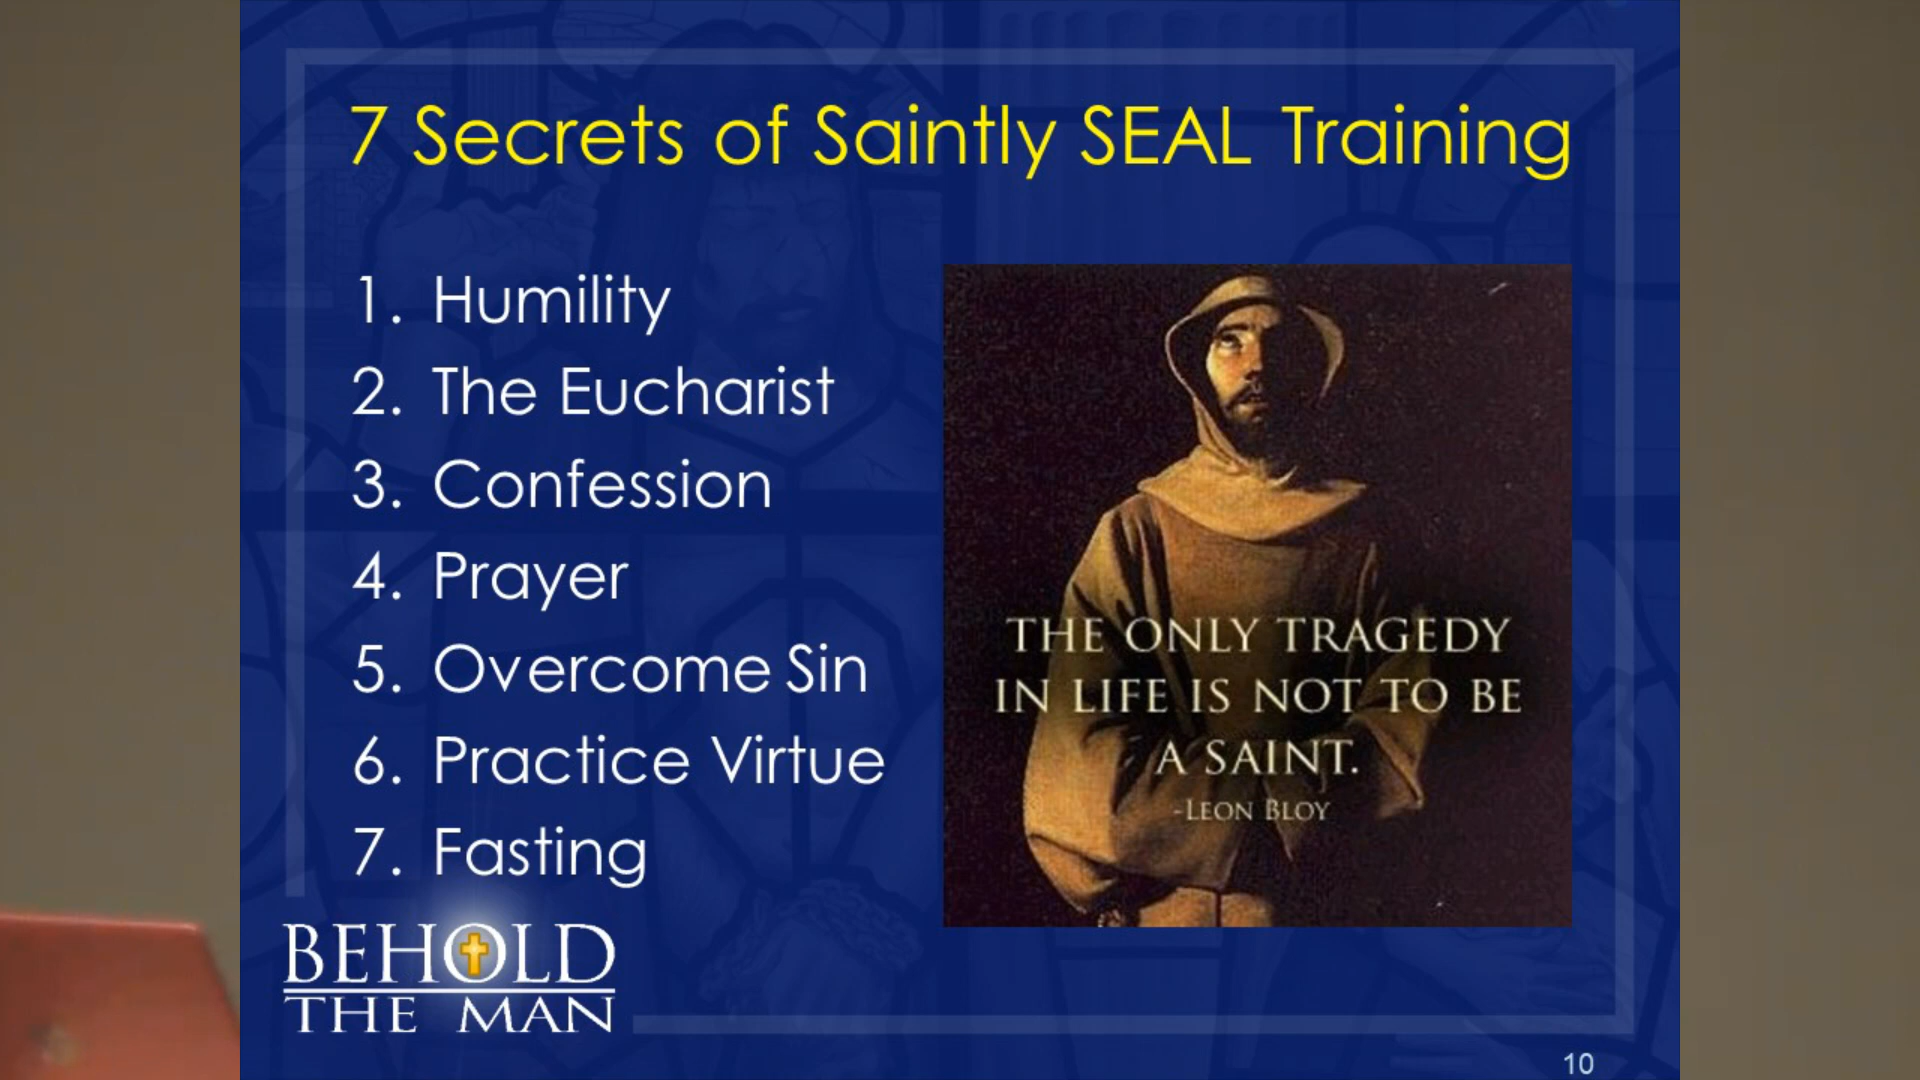 7 Secrets of Saintly SEAL Training
1. Humility
2. The Eucharist
3. Confession
4. Prayer
5. Overcome Sin
6. Practice Virtue
7. Fasting
THE ONLY TRAGEDY
IN LIFE IS NOT TO BE
A SAINT.
-LEON BLOY
BEHOLD
THE MAN
10